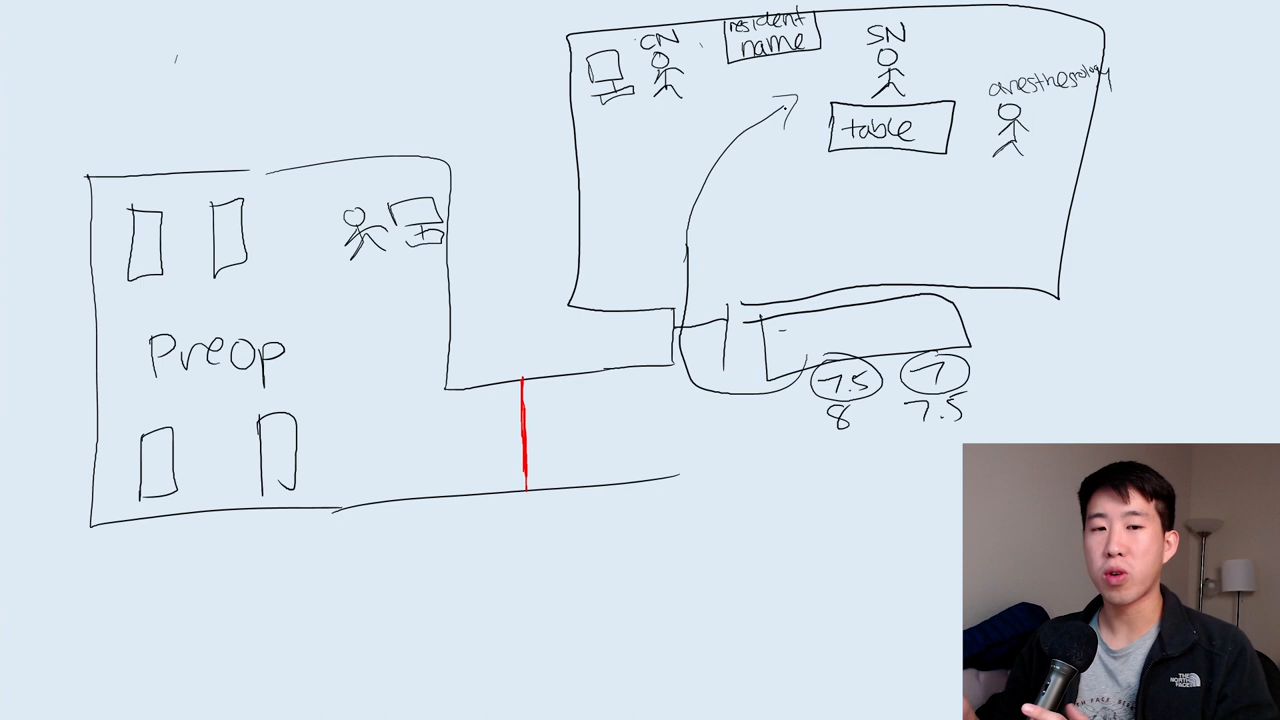 CN
resident
name
SN
anesthesiology
table
Preop
7.5
8
7
7.5
THE
NORTH
FACE